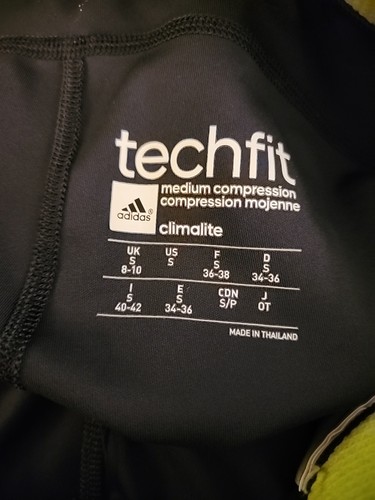 techfit
medium compression
compression mojenne
adidas®
climalite
UK US F D
S S S S
8-10 36-38 34-36
I E CDN J
S S S/P OT
40-42 34-36
MADE IN THAILAND